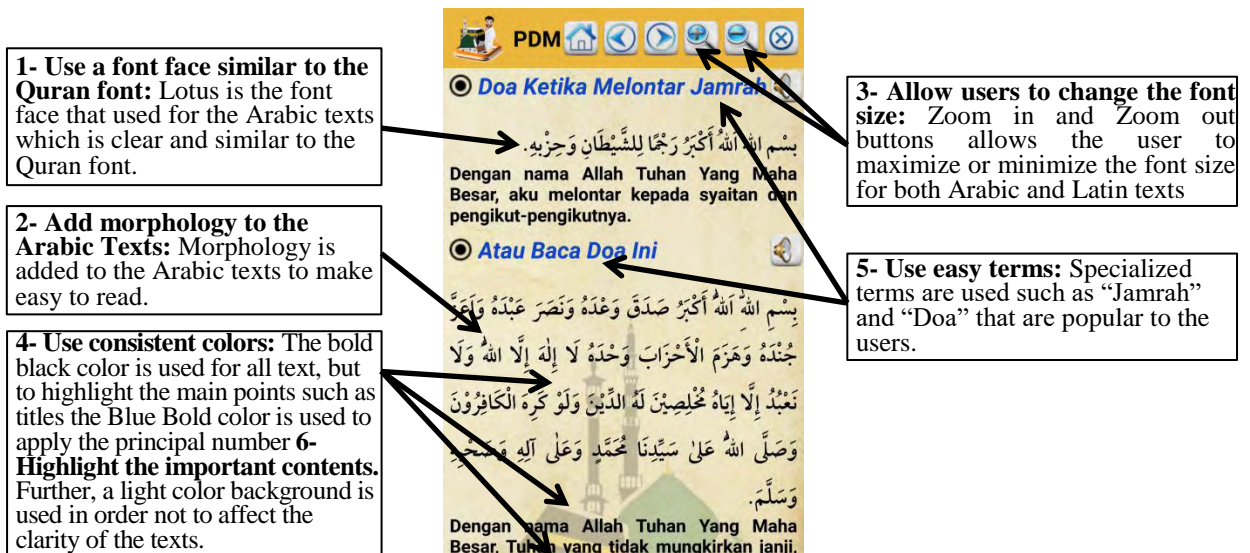 1- Use a font face similar to the
Quran font: Lotus is the font
face that used for the Arabic texts
which is clear and similar to the
Quran font.
2- Add morphology to the
Arabic Texts: Morphology is
added to the Arabic texts to make
easy to read.
4- Use consistent colors: The bold
black color is used for all text, but
to highlight the main points such as
titles the Blue Bold color is used to
apply the principal number 6-
Highlight the important contents.
Further, a light color background is
used in order not to affect the
clarity of the texts.
PDM
Doa Ketika Melontar Jamrah
بِسْمِ اللهِ اَللهُ أَكْبَرُ رَجْمًا لِلشَّيْطَانِ وَحِزْبِهِ.
Dengan nama Allah Tuhan Yang Maha
Besar, aku melontar kepada syaitan dan
pengikut-pengikutnya.
Atau Baca Doa Ini
بِسْمِ اللهِ اَللهُ أَكْبَرُ صَدَقَ وَعْدَهُ وَنَصَرَ عَبْدَهُ وَأَعَزَّ
جُنْدَهُ وَهَزَمَ الْأَحْزَابَ وَحْدَهُ لَا إِلٰهَ إِلَّا اللهُ وَلَا
نَعْبُدُ إِلَّا إِيَاهُ مُخْلِصِيْنَ لَهُ الدِّيْنَ وَلَوْ كَرِهَ الْكَافِرُوْنَ
وَصَلَّى اللهُ عَلىٰ سَيِّدِنَا مُحَمَّدٍ وَعَلٰى آلِهِ وَصَحْبِهِ
وَسَلَّمَ.
Dengan nama Allah Tuhan Yang Maha
Besar, Tuhan yang tidak mungkirkan janji,
3- Allow users to change the font
size: Zoom in and Zoom out
buttons allows the user to
maximize or minimize the font size
for both Arabic and Latin texts
5- Use easy terms: Specialized
terms are used such as “Jamrah”
and “Doa” that are popular to the
users.